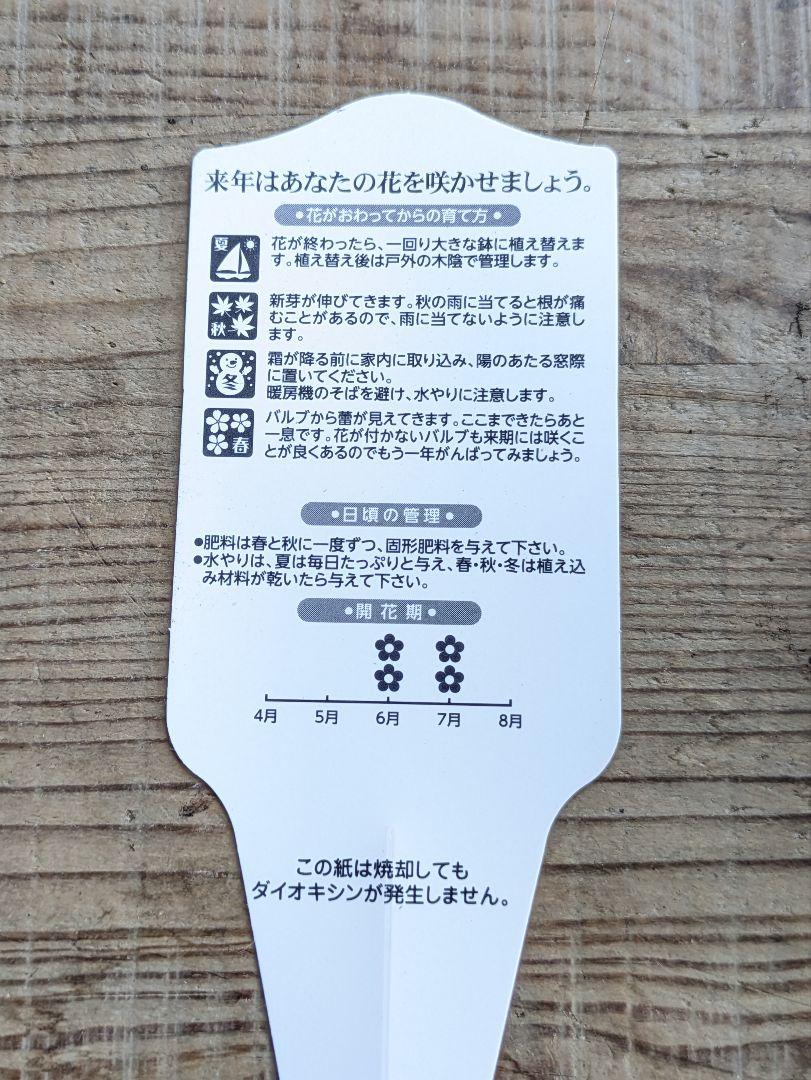 来年はあなたの花を咲かせましょう。
●花がおわってからの育て方●
夏
花が終わったら、一回り大きな鉢に植え替えま
す。植え替え後は戸外の木陰で管理します。
秋
新芽が伸びてきます。秋の雨に当てると根が痛
むことがあるので、雨に当てないように注意し
ます。
冬
霜が降る前に家内に取り込み、陽のあたる窓際
に置いてください。
暖房機のそばを避け、水やりに注意します。
春
バルブから蕾が見えてきます。ここまできたらあと
一息です。花が付かないバルブも来期には咲くこ
とが良くあるのでもう一年がんばってみましょう。
●日頃の管理●
●肥料は春と秋に一度ずつ、固形肥料を与えて下さい。
●水やりは、夏は毎日たっぷりと与え、春・秋・冬は植え込
み材料が乾いたら与えて下さい。
●開花期●
4月 5月 6月 7月 8月
この紙は焼却しても
ダイオキシンが発生しません。